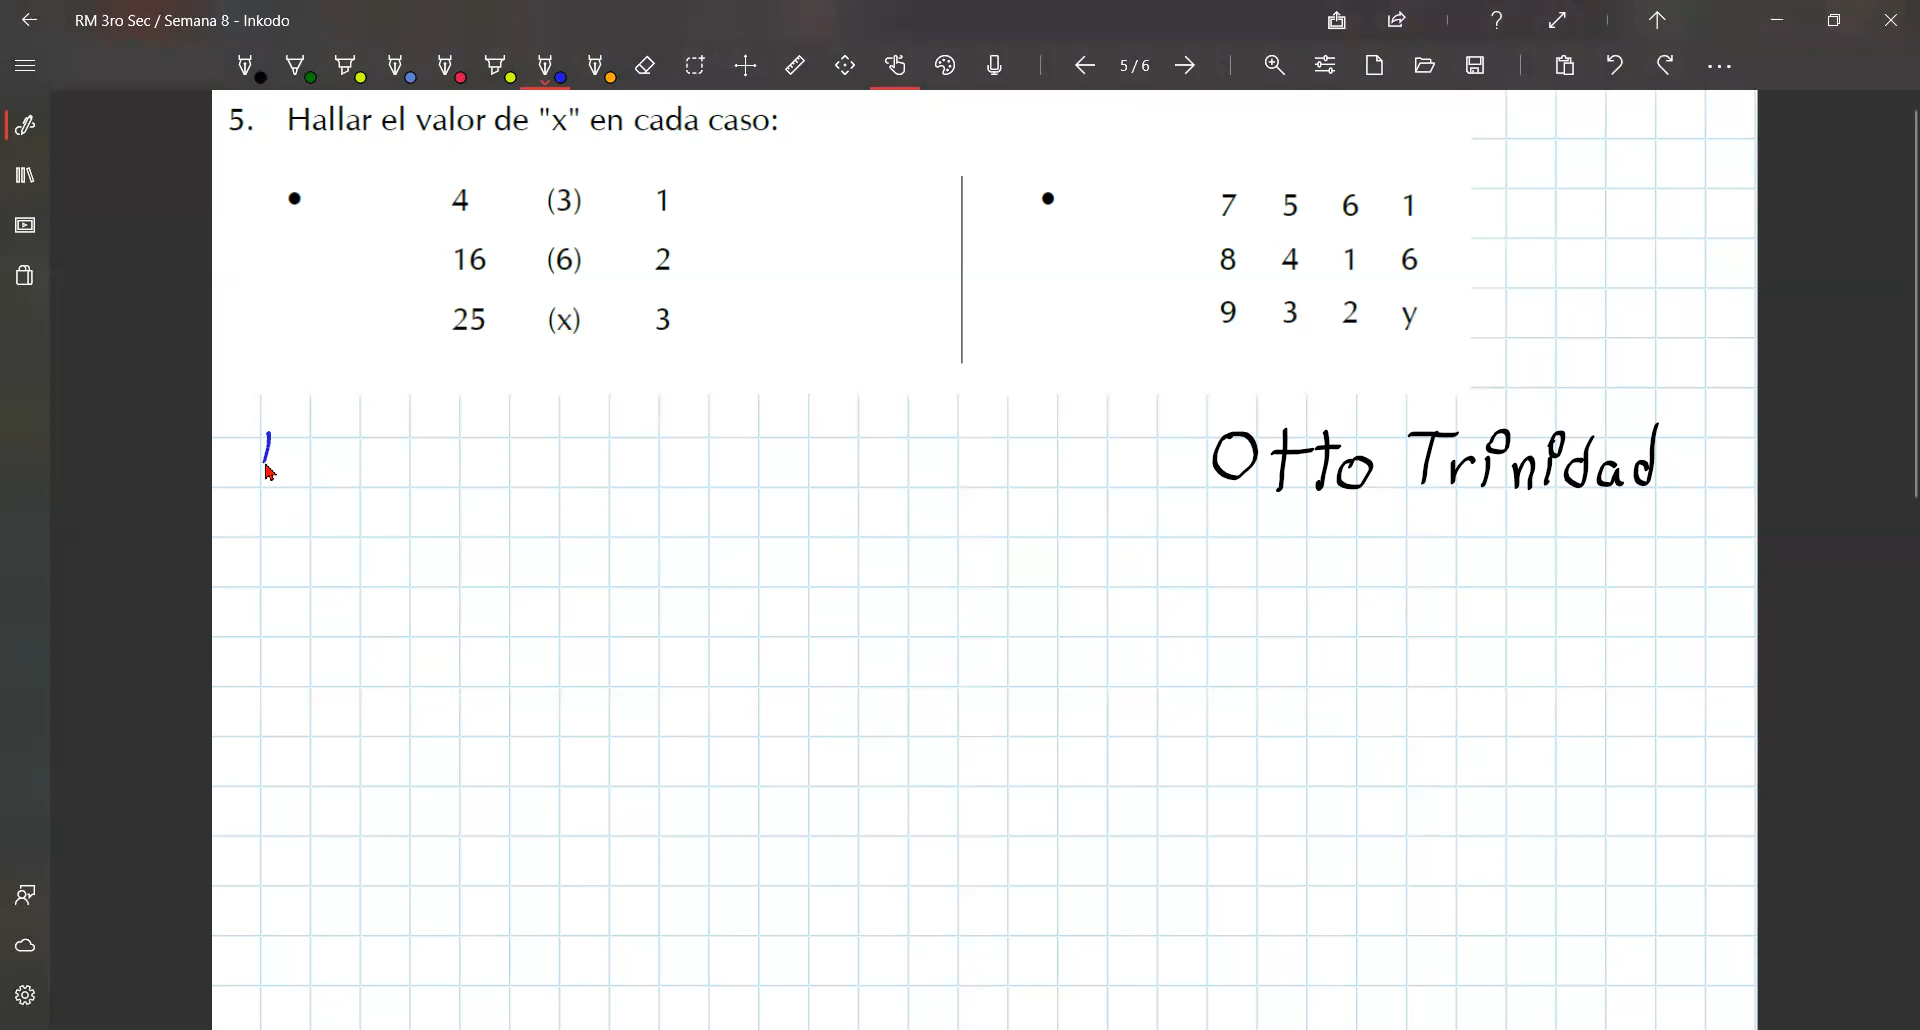 RM 3ro Sec / Semana 8 - Inkodo
5 / 6
5. Hallar el valor de "x" en cada caso:
• 4 (3) 1
16 (6) 2
25 (x) 3
• 7 5 6 1
8 4 1 6
9 3 2 y
Otto Trinidad